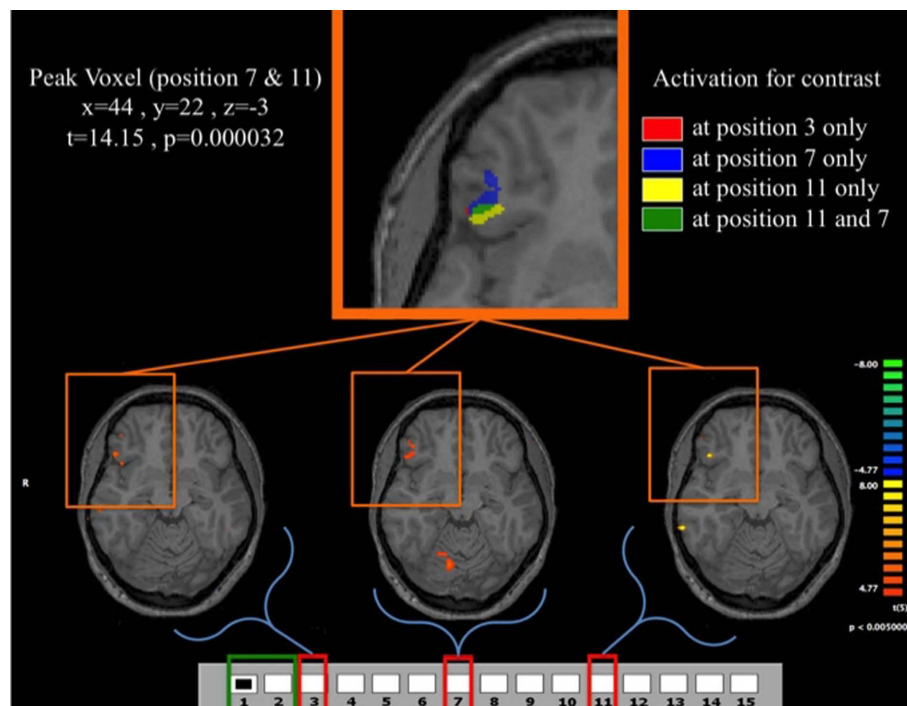 Peak Voxel (position 7 & 11)
x=44 , y=22 , z=-3
t=14.15 , p=0.000032
Activation for contrast
at position 3 only
at position 7 only
at position 11 only
at position 11 and 7
R
-8.00
-4.77
8.00
4.77
t(5)
p < 0.005000
1 2 3 4 5 6 7 8 9 10 11 12 13 14 15